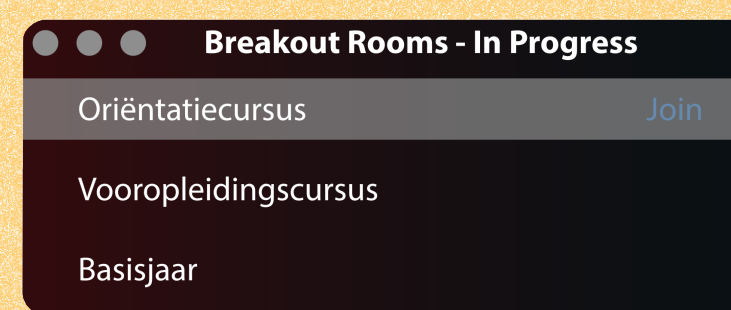 Breakout Rooms - In Progress
Oriëntatiecursus Join
Vooropleidingscursus
Basisjaar